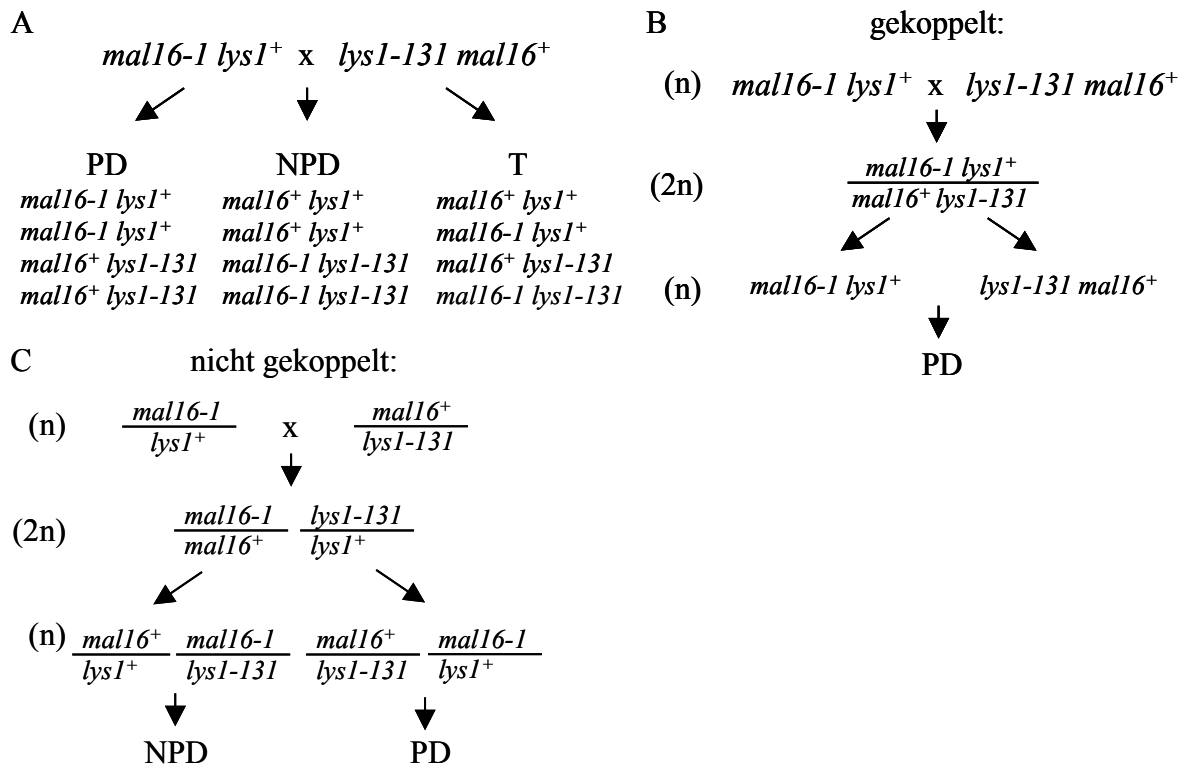 A
mal16-1 lys1⁺ x lys1-131 mal16⁺
PD NPD T
mal16-1 lys1⁺ mal16⁺ lys1⁺ mal16⁺ lys1⁺
mal16-1 lys1⁺ mal16⁺ lys1⁺ mal16-1 lys1⁺
mal16⁺ lys1-131 mal16-1 lys1-131 mal16⁺ lys1-131
mal16⁺ lys1-131 mal16-1 lys1-131 mal16-1 lys1-131
B gekoppelt:
(n) mal16-1 lys1⁺ x lys1-131 mal16⁺
mal16-1 lys1⁺
(2n)
mal16⁺ lys1-131
(n) mal16-1 lys1⁺ lys1-131 mal16⁺
PD
C nicht gekoppelt:
mal16-1 mal16⁺
(n) x
lys1⁺ lys1-131
mal16-1 lys1-131
(2n)
mal16⁺ lys1⁺
(n) mal16⁺ mal16-1 mal16⁺ mal16-1
lys1⁺ lys1-131 lys1-131 lys1⁺
NPD PD